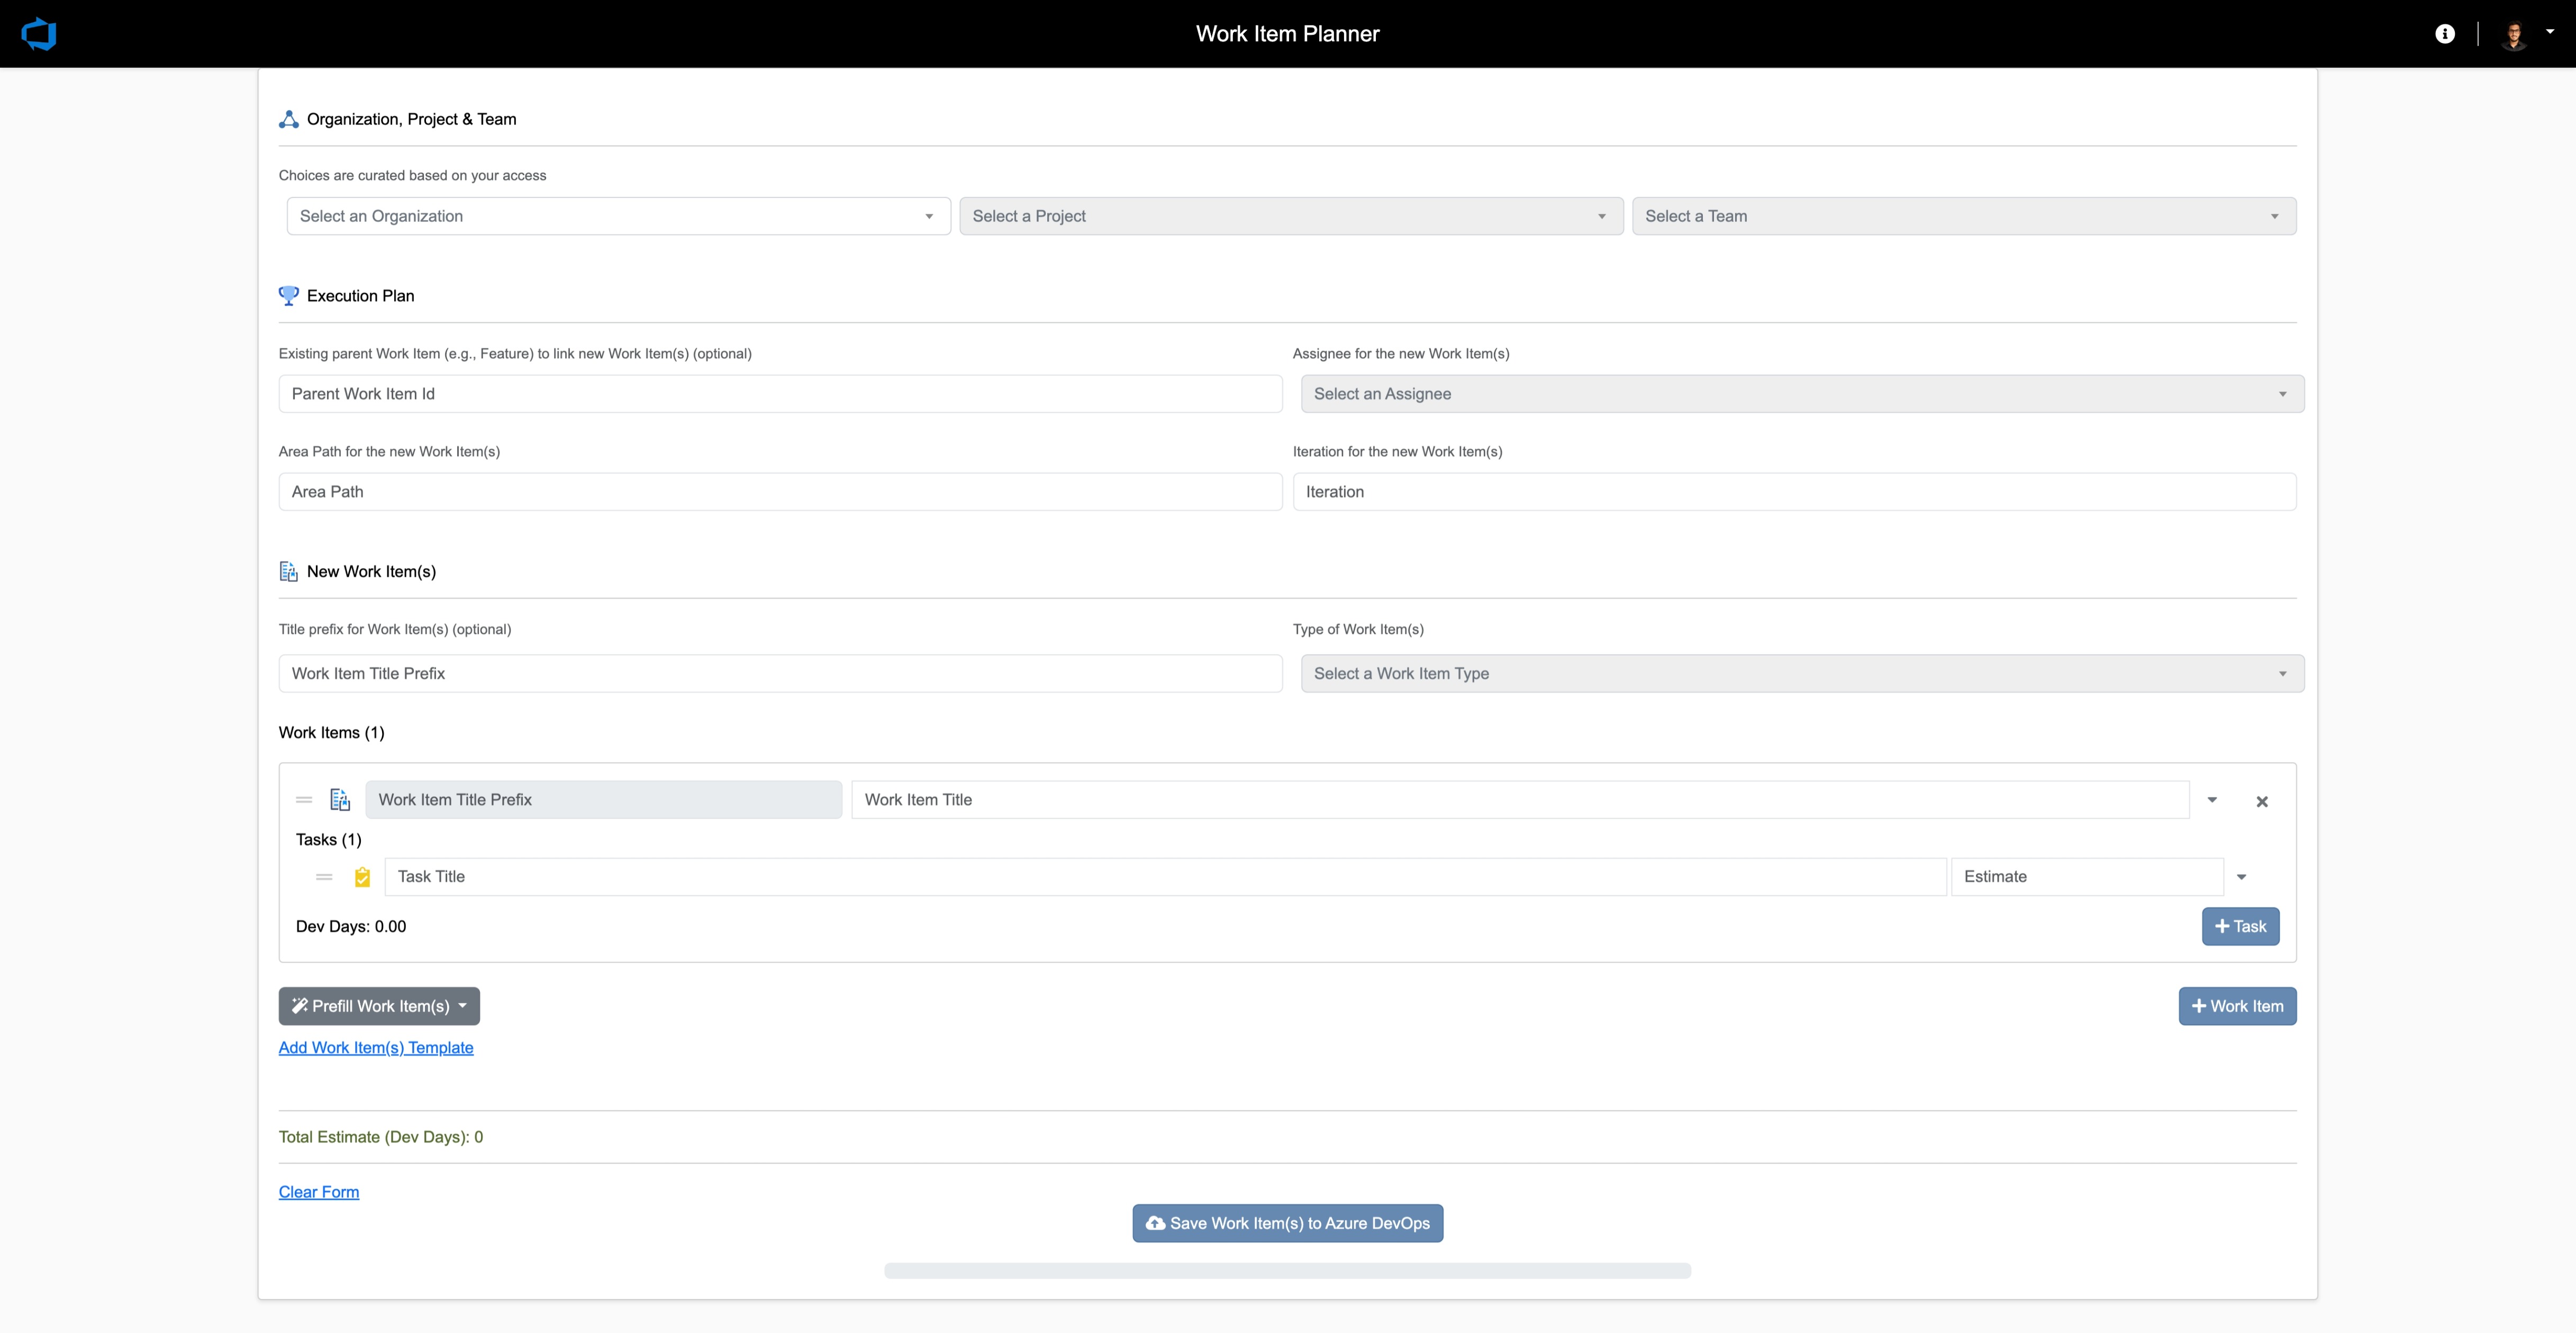 Work Item Planner
Organization, Project & Team
Choices are curated based on your access
Select an Organization
Select a Project
Select a Team
Execution Plan
Existing parent Work Item (e.g., Feature) to link new Work Item(s) (optional)
Assignee for the new Work Item(s)
Parent Work Item Id
Select an Assignee
Area Path for the new Work Item(s)
Iteration for the new Work Item(s)
Area Path
Iteration
New Work Item(s)
Title prefix for Work Item(s) (optional)
Type of Work Item(s)
Work Item Title Prefix
Select a Work Item Type
Work Items (1)
Work Item Title Prefix
Work Item Title
Tasks (1)
Task Title
Estimate
Dev Days: 0.00
Task
Prefill Work Item(s)
Work Item
Add Work Item(s) Template
Total Estimate (Dev Days): 0
Clear Form
Save Work Item(s) to Azure DevOps